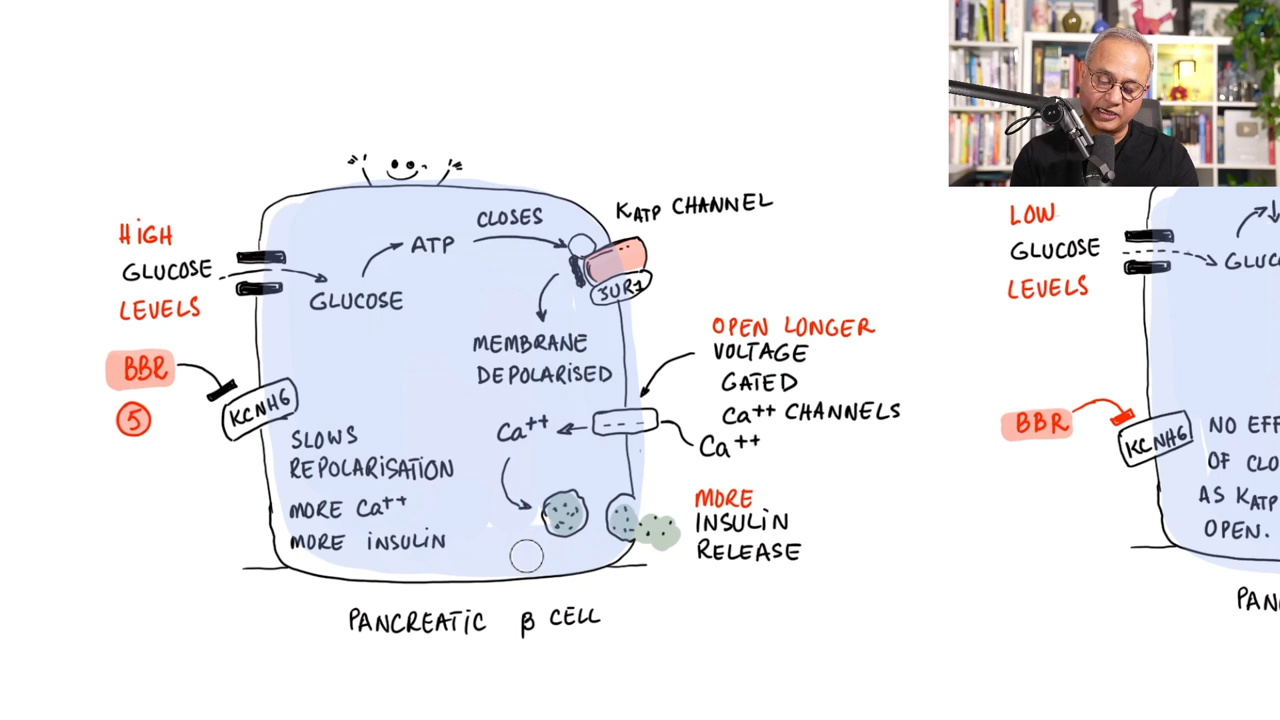 HIGH
GLUCOSE
LEVELS
BBR
5
KCNH6
GLUCOSE
ATP
CLOSES
KATP CHANNEL
SUR1
MEMBRANE
DEPOLARISED
OPEN LONGER
VOLTAGE
GATED
Ca++ CHANNELS
Ca++
Ca++
SLOWS
REPOLARISATION
MORE Ca++
MORE INSULIN
MORE
INSULIN
RELEASE
PANCREATIC β CELL
LOW
GLUCOSE
LEVELS
BBR
KCNH6
GLUC
NO EFF
OF CLO
AS KATP
OPEN.
PAN